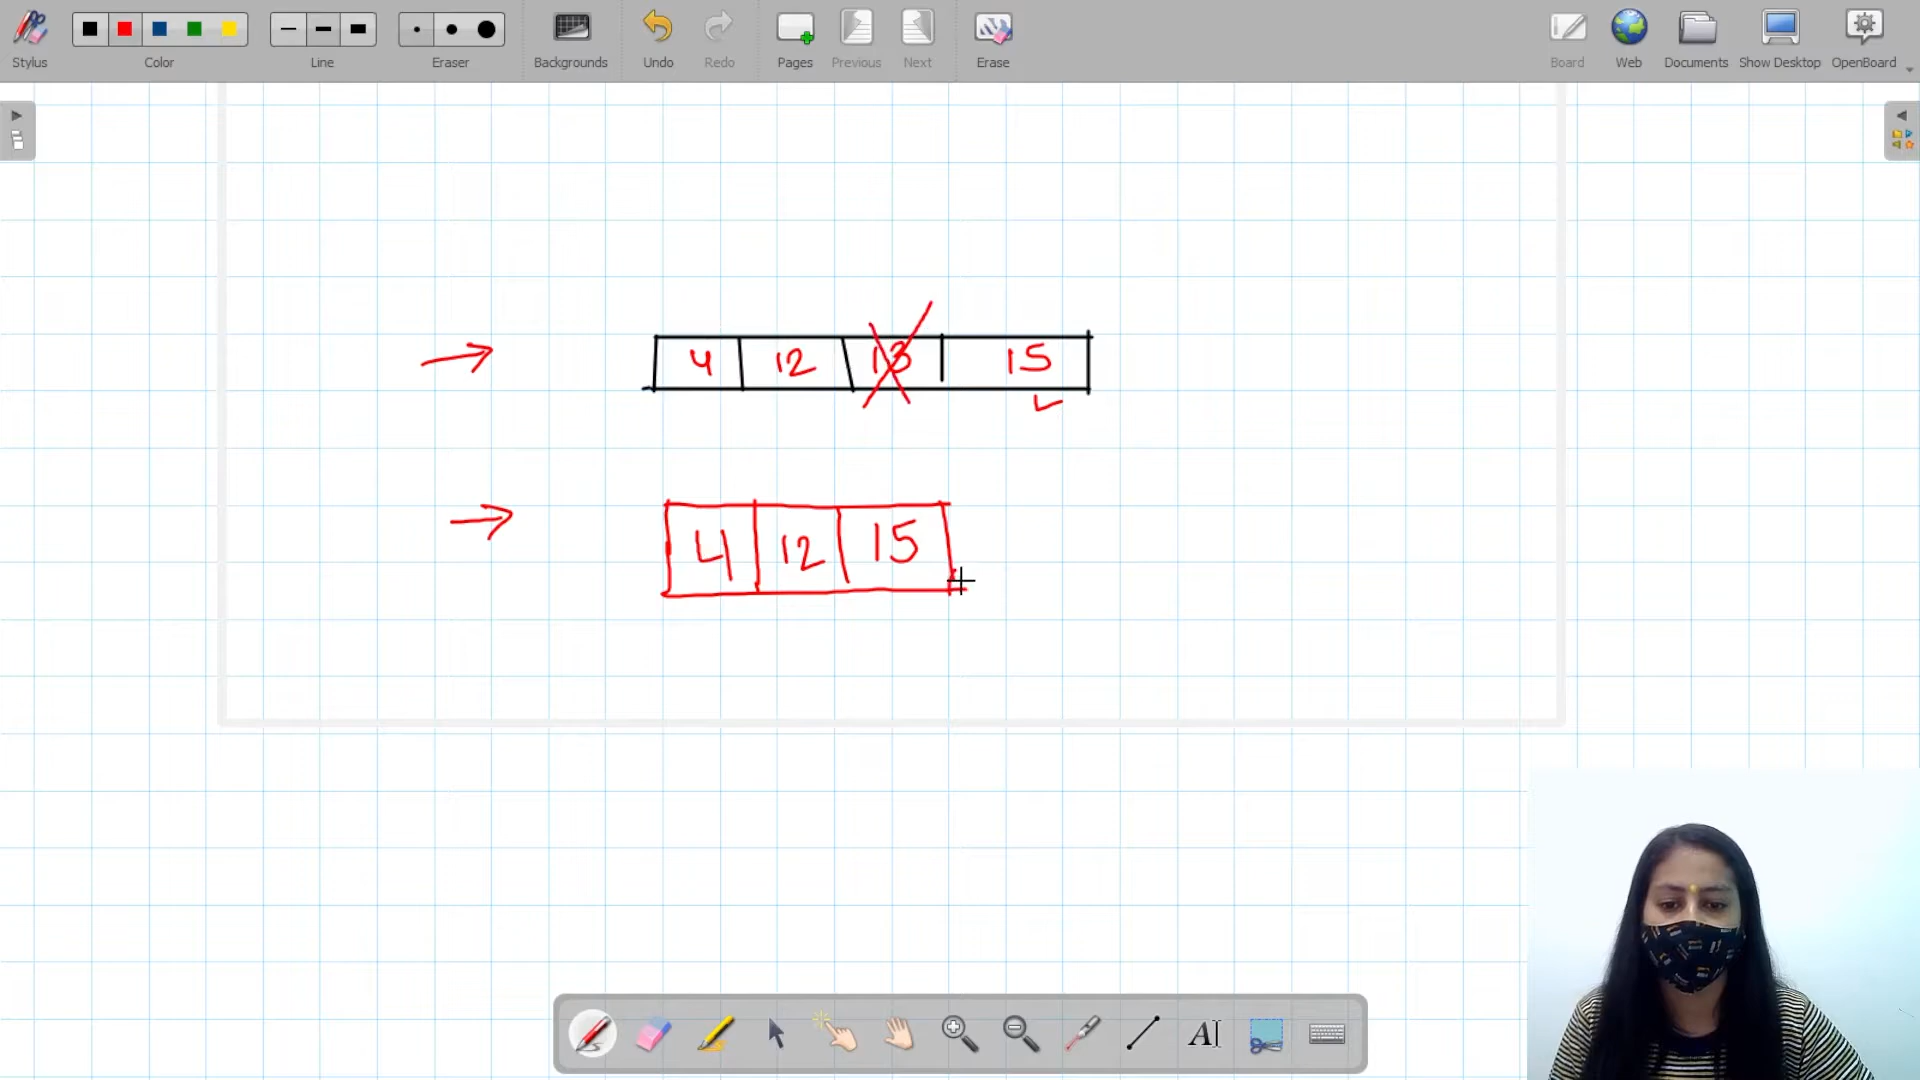 Stylus Color Line Eraser Backgrounds Undo Redo Pages Previous Next Erase Board Web Documents Show Desktop OpenBoard
4 12 13 15
4 12 15
A